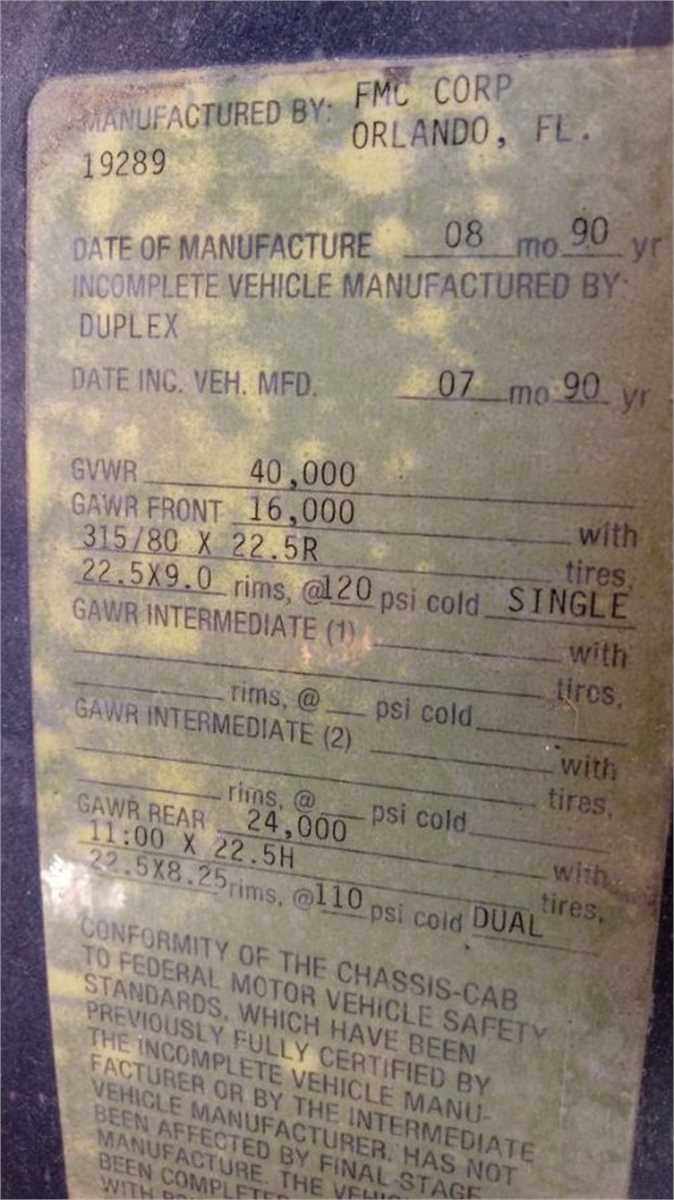 MANUFACTURED BY: FMC CORP
ORLANDO, FL.
19289
DATE OF MANUFACTURE 08 mo 90 yr
INCOMPLETE VEHICLE MANUFACTURED BY:
DUPLEX
DATE INC. VEH. MFD. 07 mo 90 yr
GVWR 40,000
GAWR FRONT 16,000 with
315/80 X 22.5R tires,
22.5X9.0 rims, @120 psi cold SINGLE
GAWR INTERMEDIATE (1) with
tires,
rims, @ psi cold
GAWR INTERMEDIATE (2) with
tires,
rims, @ psi cold
GAWR REAR 24,000 with
11:00 X 22.5H tires,
22.5X8.25 rims, @110 psi cold DUAL
CONFORMITY OF THE CHASSIS-CAB
TO FEDERAL MOTOR VEHICLE SAFETY
STANDARDS, WHICH HAVE BEEN
PREVIOUSLY FULLY CERTIFIED BY
THE INCOMPLETE VEHICLE MANU-
FACTURER OR BY THE INTERMEDIATE
VEHICLE MANUFACTURER. HAS NOT
BEEN AFFECTED BY FINAL-STAGE
MANUFACTURE. THE
BEEN
WITH